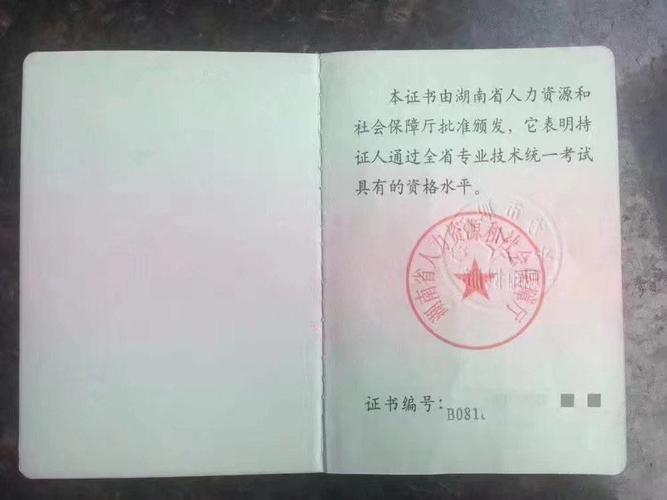 本证书由湖南省人力资源和
社会保障厅批准颁发，它表明持
证人通过全省专业技术统一考试
具有的资格水平。
湖南省人力资源和社会保障厅
证书编号：
B081